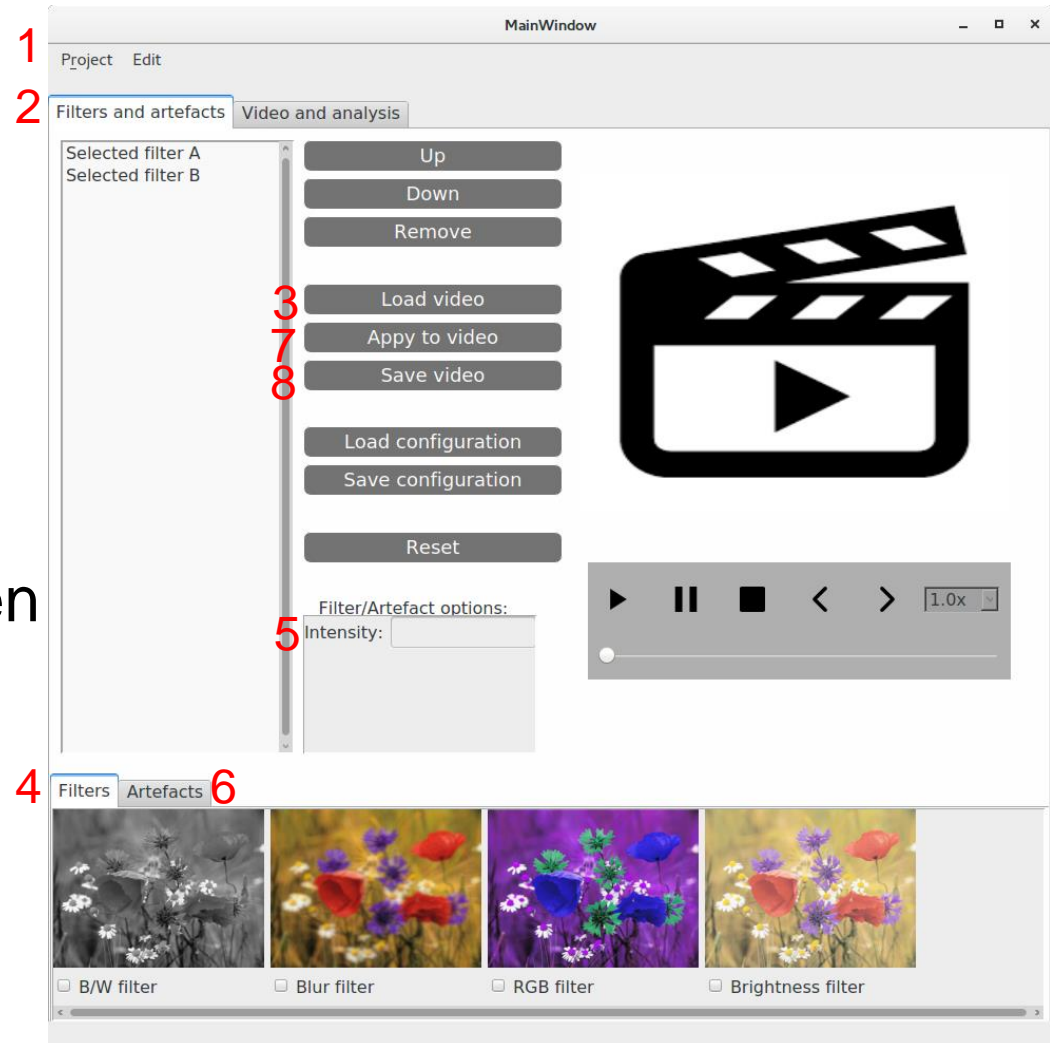 MainWindow
1
Project Edit
2 Filters and artefacts Video and analysis
Selected filter A
Selected filter B
Up
Down
Remove
3 Load video
7 Appy to video
8 Save video
Load configuration
Save configuration
Reset
en
Filter/Artefact options:
5 Intensity:
1.0x
4 Filters Artefacts 6
B/W filter Blur filter RGB filter Brightness filter